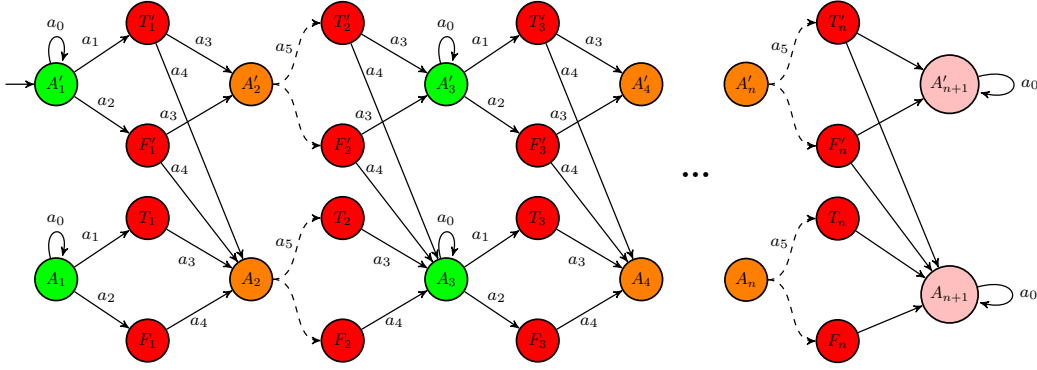 a₀ T′₁ T′₂ a₀ T′₃ T′ₙ
a₁ a₃ a₅ a₃ a₁ a₃ a₅
a₄ a₄ a₄
A′₁ A′₂ A′₃ A′₄ A′ₙ A′ₙ₊₁ a₀
a₂ a₃ a₃ a₂ a₃
F′₁ F′₂ F′₃ F′ₙ
a₄ a₄ a₄
...
a₀ T₁ T₂ a₀ T₃ Tₙ
a₁ a₃ a₅ a₃ a₁ a₃ a₅
A₁ A₂ A₃ A₄ Aₙ Aₙ₊₁ a₀
a₂ a₄ a₄ a₂ a₄
F₁ F₂ F₃ Fₙ